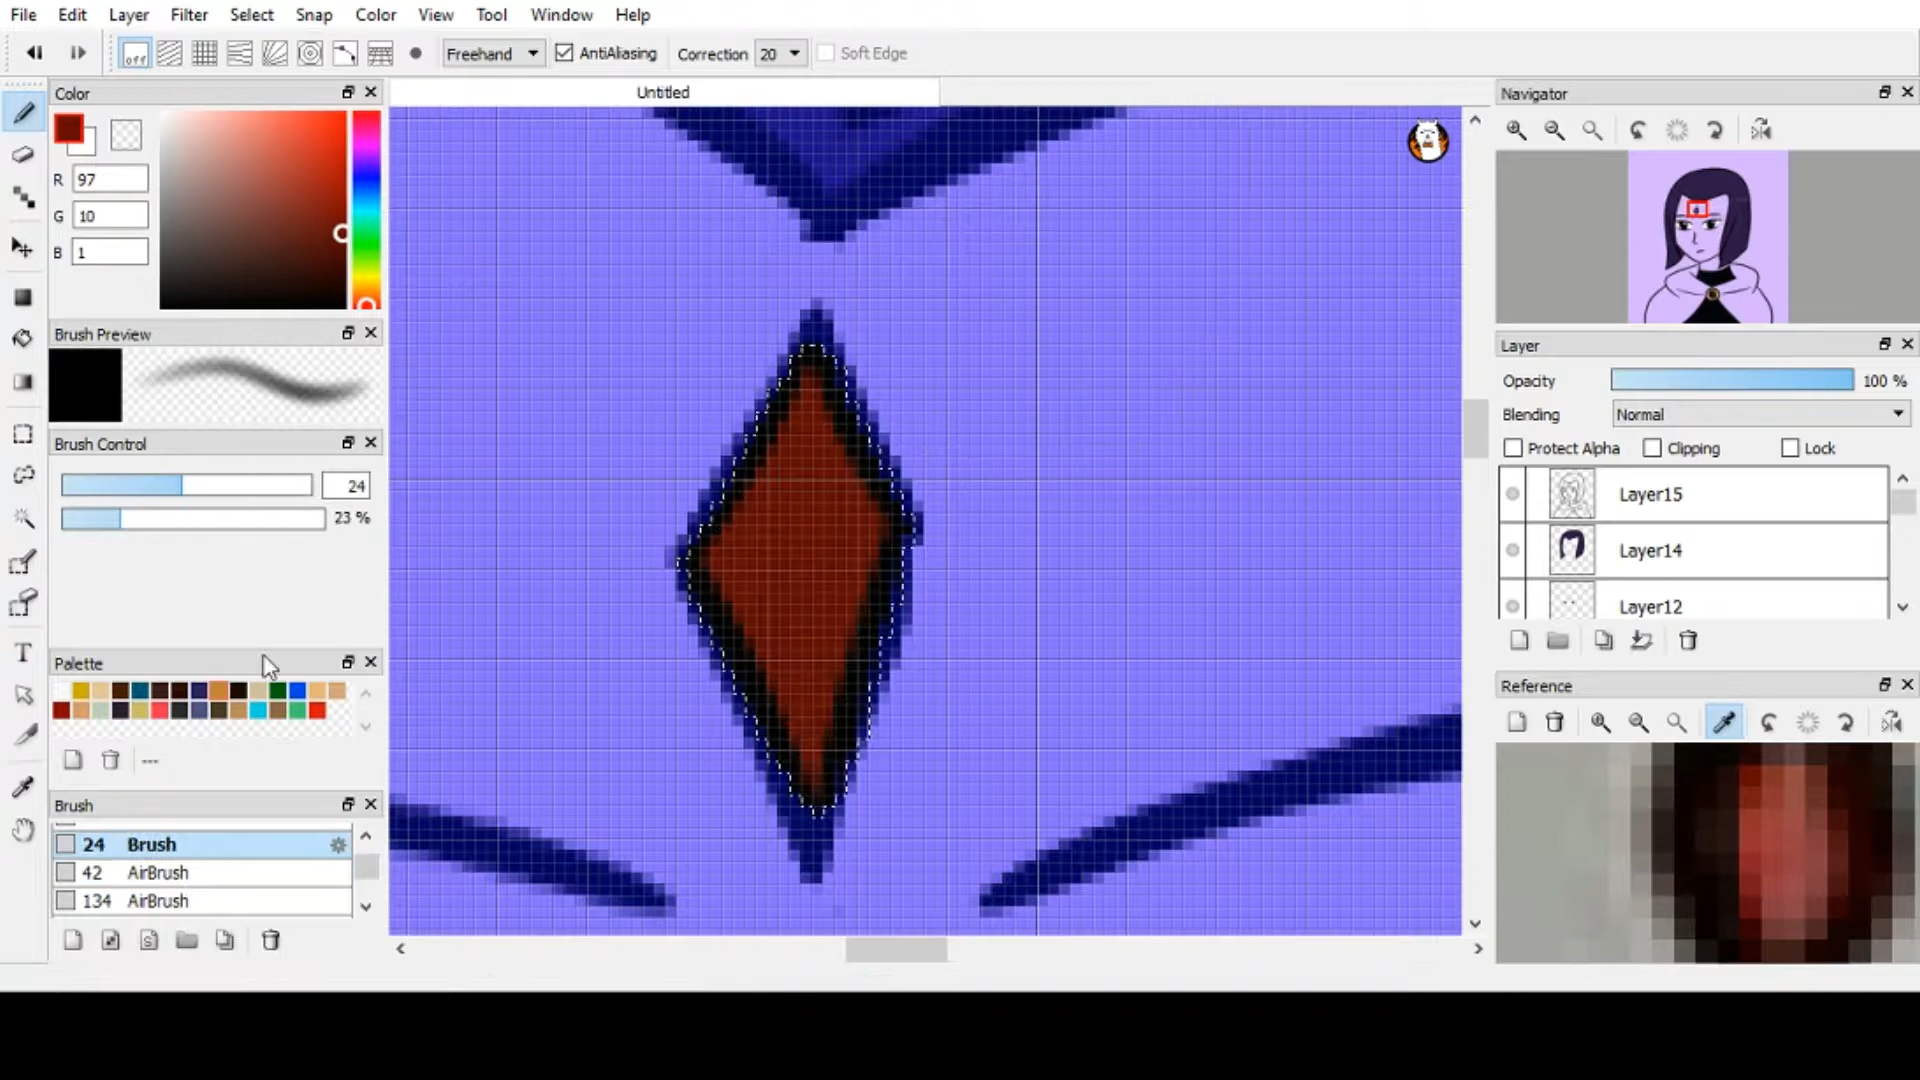 File Edit Layer Filter Select Snap Color View Tool Window Help
off Freehand AntiAliasing Correction 20 Soft Edge
Color
R 97
G 10
B 1
Brush Preview
Brush Control
24
23 %
Palette
---
Brush
24 Brush
42 AirBrush
134 AirBrush
T
Untitled
Navigator
Layer
Opacity 100 %
Blending Normal
Protect Alpha Clipping Lock
Layer15
Layer14
Layer12
Reference